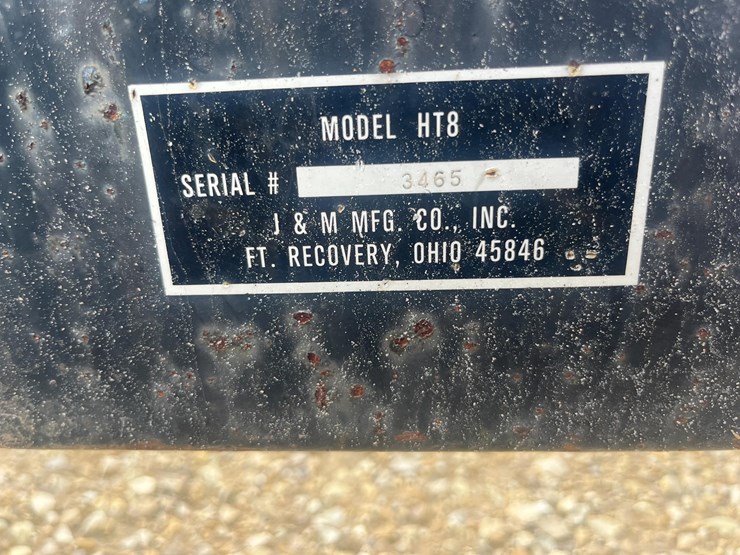 MODEL HT8
SERIAL # 3465
J & M MFG. CO., INC.
FT. RECOVERY, OHIO 45846